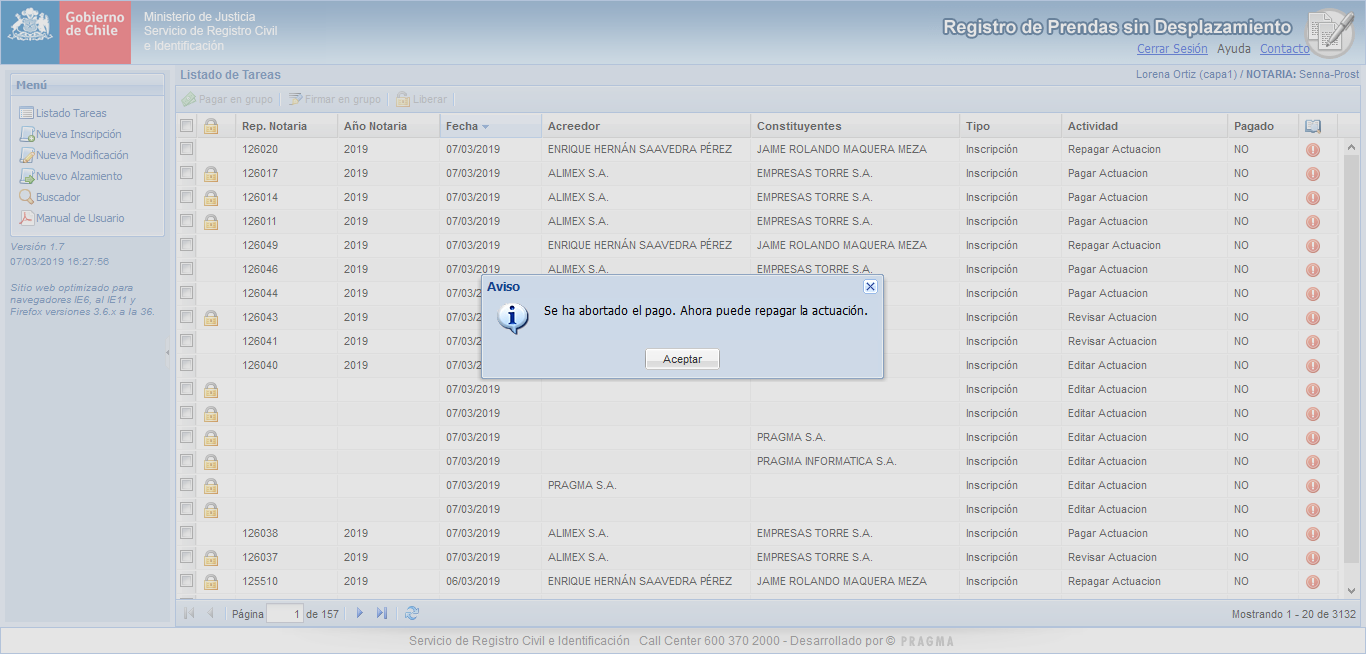 Gobierno
de Chile
Ministerio de Justicia
Servicio de Registro Civil
e Identificación
Registro de Prendas sin Desplazamiento
Cerrar Sesión Ayuda Contacto
Menú
Listado Tareas
Nueva Inscripción
Nueva Modificación
Nuevo Alzamiento
Buscador
Manual de Usuario
Versión 1.7
07/03/2019 16:27:56
Sitio web optimizado para
navegadores IE6, al IE11 y
Firefox versiones 3.6.x a la 36.
Listado de Tareas
Lorena Ortiz (capa1) / NOTARIA: Senna-Prost
Pagar en grupo Firmar en grupo Liberar
Rep. Notaria Año Notaria Fecha Acreedor Constituyentes Tipo Actividad Pagado
126020 2019 07/03/2019 ENRIQUE HERNÁN SAAVEDRA PÉREZ JAIME ROLANDO MAQUERA MEZA Inscripción Repagar Actuacion NO
126017 2019 07/03/2019 ALIMEX S.A. EMPRESAS TORRE S.A. Inscripción Pagar Actuacion NO
126014 2019 07/03/2019 ALIMEX S.A. EMPRESAS TORRE S.A. Inscripción Pagar Actuacion NO
126011 2019 07/03/2019 ALIMEX S.A. EMPRESAS TORRE S.A. Inscripción Pagar Actuacion NO
126049 2019 07/03/2019 ENRIQUE HERNÁN SAAVEDRA PÉREZ JAIME ROLANDO MAQUERA MEZA Inscripción Repagar Actuacion NO
126046 2019 07/03/2019 ALIMEX S.A. EMPRESAS TORRE S.A. Inscripción Pagar Actuacion NO
126044 2019 07/03/2 Inscripción Pagar Actuacion NO
126043 2019 07/03/2 Inscripción Revisar Actuacion NO
126041 2019 07/03/2 Inscripción Revisar Actuacion NO
126040 2019 07/03/2 Inscripción Editar Actuacion NO
07/03/2019 Inscripción Editar Actuacion NO
07/03/2019 Inscripción Editar Actuacion NO
07/03/2019 PRAGMA S.A. Inscripción Editar Actuacion NO
07/03/2019 PRAGMA INFORMATICA S.A. Inscripción Editar Actuacion NO
07/03/2019 PRAGMA S.A. Inscripción Editar Actuacion NO
07/03/2019 Inscripción Editar Actuacion NO
126038 2019 07/03/2019 ALIMEX S.A. EMPRESAS TORRE S.A. Inscripción Pagar Actuacion NO
126037 2019 07/03/2019 ALIMEX S.A. EMPRESAS TORRE S.A. Inscripción Revisar Actuacion NO
125510 2019 06/03/2019 ENRIQUE HERNÁN SAAVEDRA PÉREZ JAIME ROLANDO MAQUERA MEZA Inscripción Repagar Actuacion NO
Aviso
Se ha abortado el pago. Ahora puede repagar la actuación.
Aceptar
Página 1 de 157
Mostrando 1 - 20 de 3132
Servicio de Registro Civil e Identificación Call Center 600 370 2000 - Desarrollado por © PRAGMA